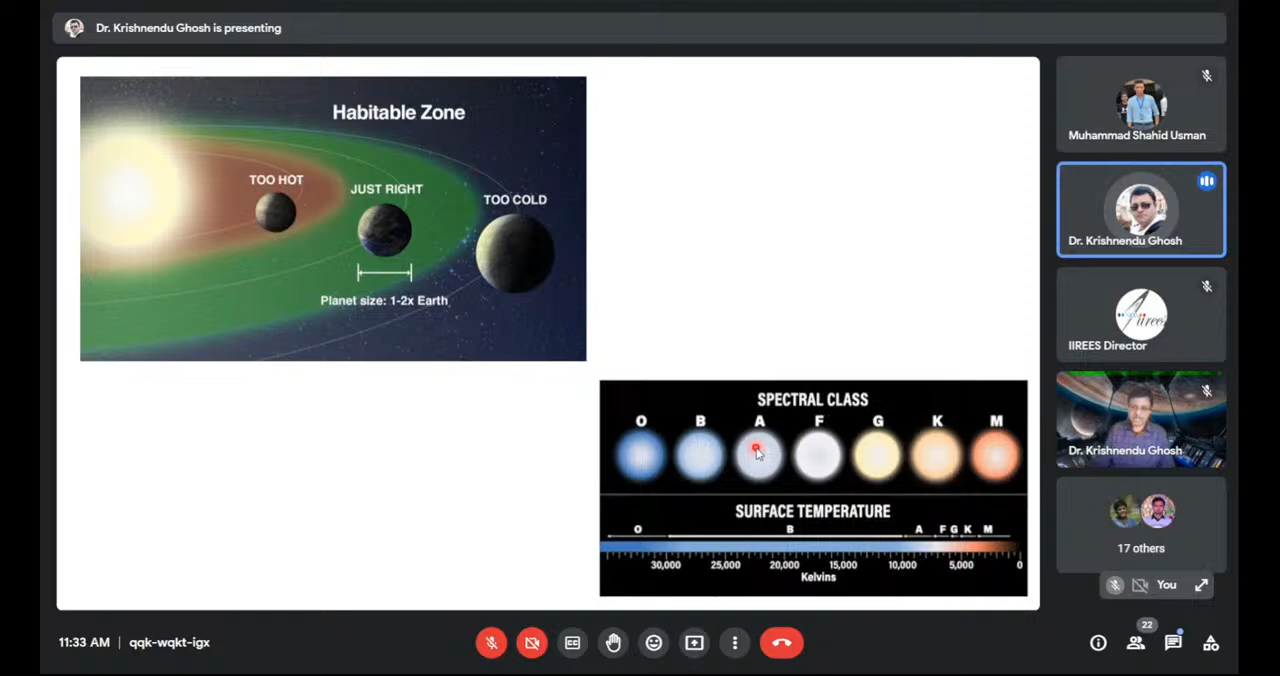 Dr. Krishnendu Ghosh is presenting
Habitable Zone
TOO HOT
JUST RIGHT
TOO COLD
Planet size: 1-2x Earth
SPECTRAL CLASS
O B A F G K M
SURFACE TEMPERATURE
O B A F G K M
30,000 25,000 20,000 15,000 10,000 5,000 0
Kelvins
Muhammad Shahid Usman
Dr. Krishnendu Ghosh
IIREES Director
Dr. Krishnendu Ghosh
17 others
You
11:33 AM | qqk-wqkt-igx
22